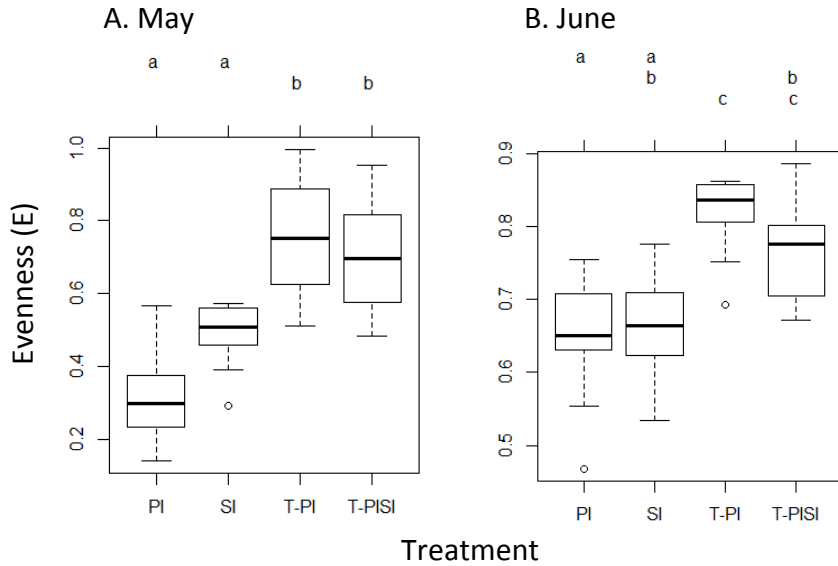 A. May
a a b b
Evenness (E)
0.2 0.4 0.6 0.8 1.0
PI SI T-PI T-PISI
B. June
a a b
b c c
0.5 0.6 0.7 0.8 0.9
PI SI T-PI T-PISI
Treatment